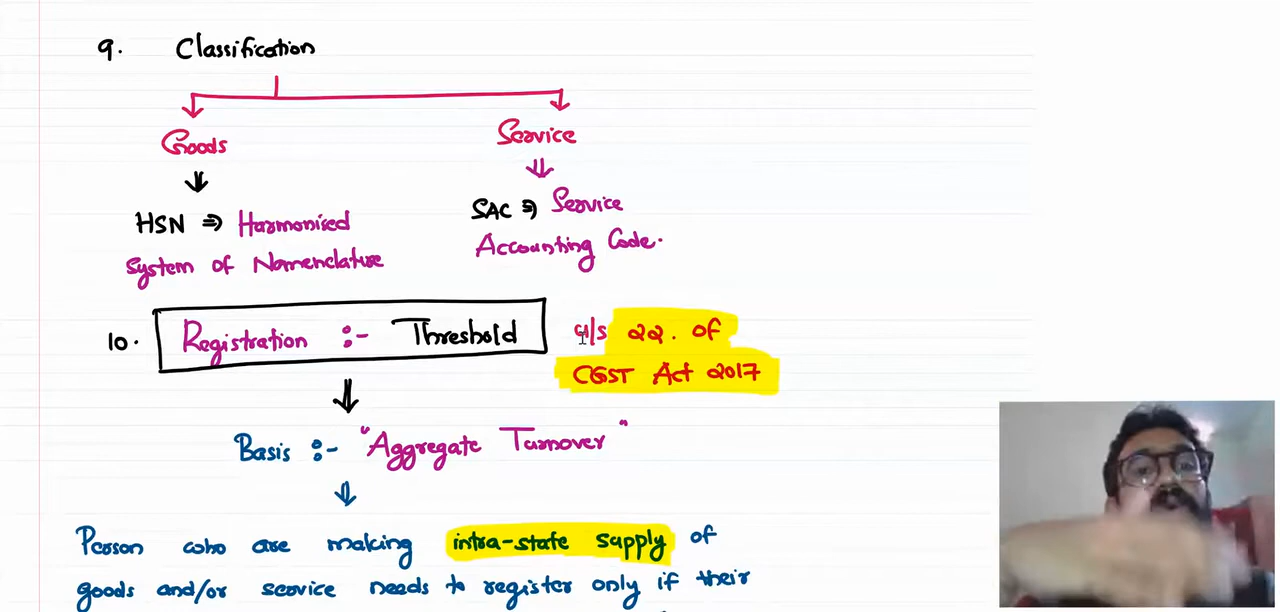 9. Classification
Goods Service
HSN ⇒ Harmonised SAC ⇒ Service
System of Nomenclature Accounting Code.
10. Registration :- Threshold u/s 22. of
CGST Act 2017
Basis :- "Aggregate Turnover"
Person who are making intra-state supply of
goods and/or service needs to register only if their